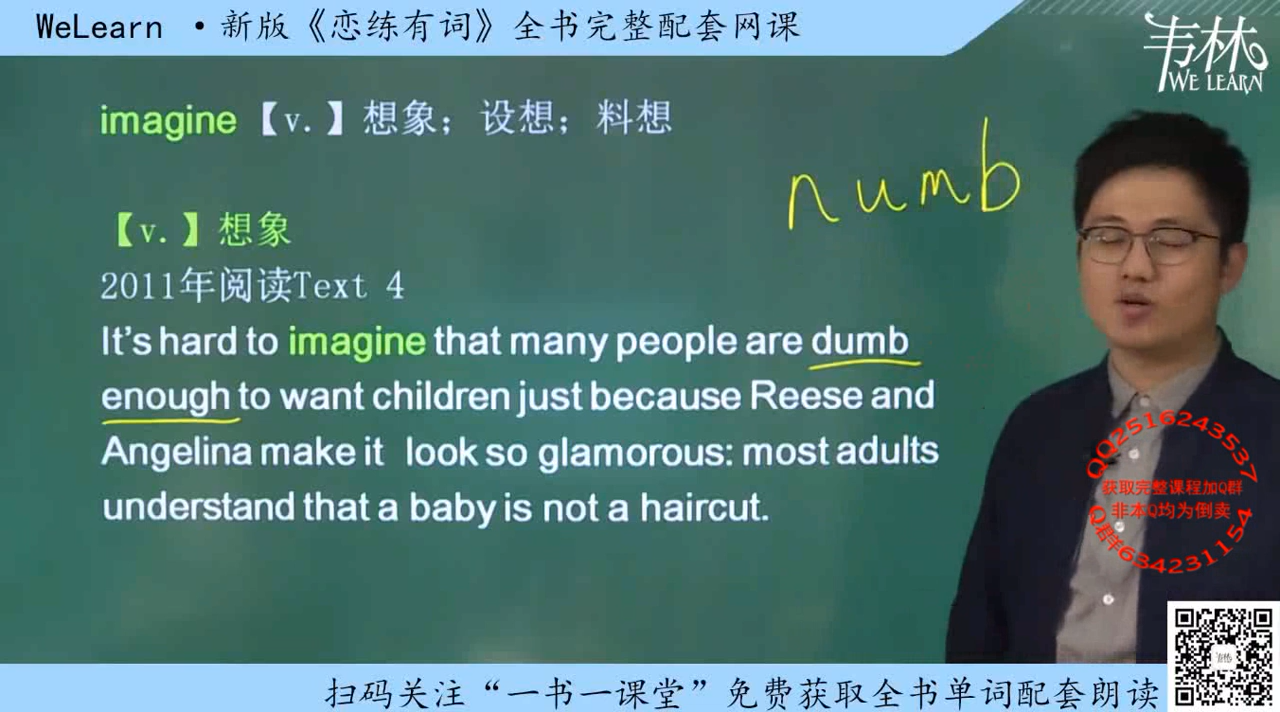 WeLearn ·新版《恋练有词》全书完整配套网课
韦林
WE LEARN
imagine【v.】想象；设想；料想
numb
【v.】想象
2011年阅读Text 4
It's hard to imagine that many people are dumb
enough to want children just because Reese and
Angelina make it look so glamorous: most adults
understand that a baby is not a haircut.
QQ2516243537
获取完整课程加Q群
非本Q均为倒卖
Q群634231154
扫码关注“一书一课堂”免费获取全书单词配套朗读